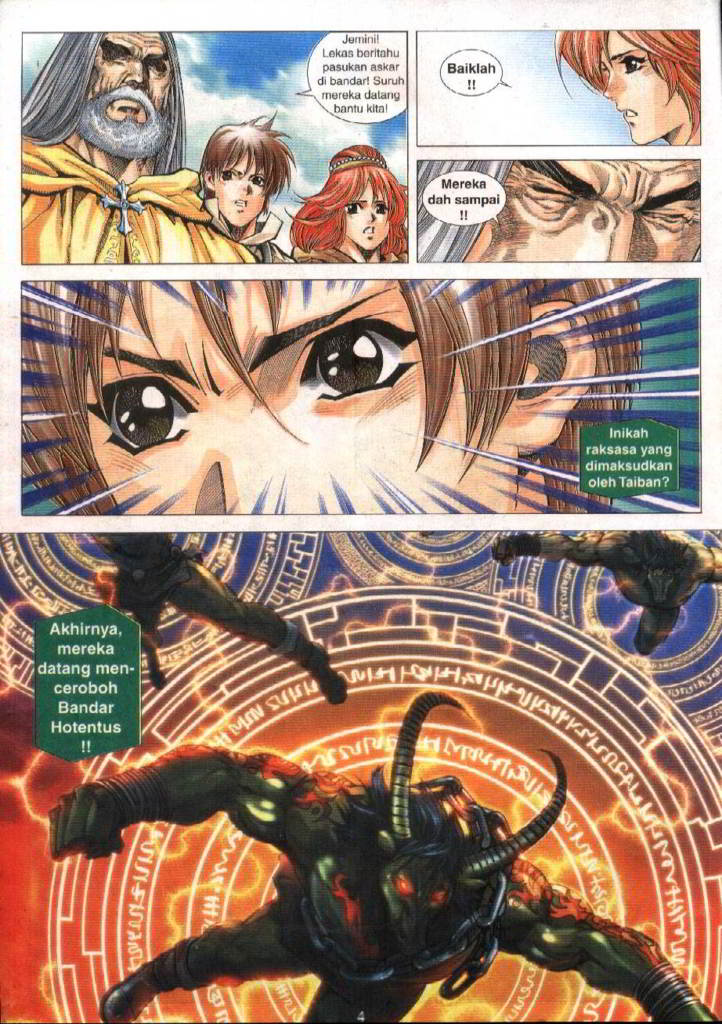 Jemini!
Lekas beritahu
pasukan askar
di bandar! Suruh
mereka datang
bantu kita!
Baiklah
!!
Mereka
dah sampai
!!
Inikah
raksasa yang
dimaksudkan
oleh Taiban?
Akhirnya,
mereka
datang men-
ceroboh
Bandar
Hotentus
!!
4